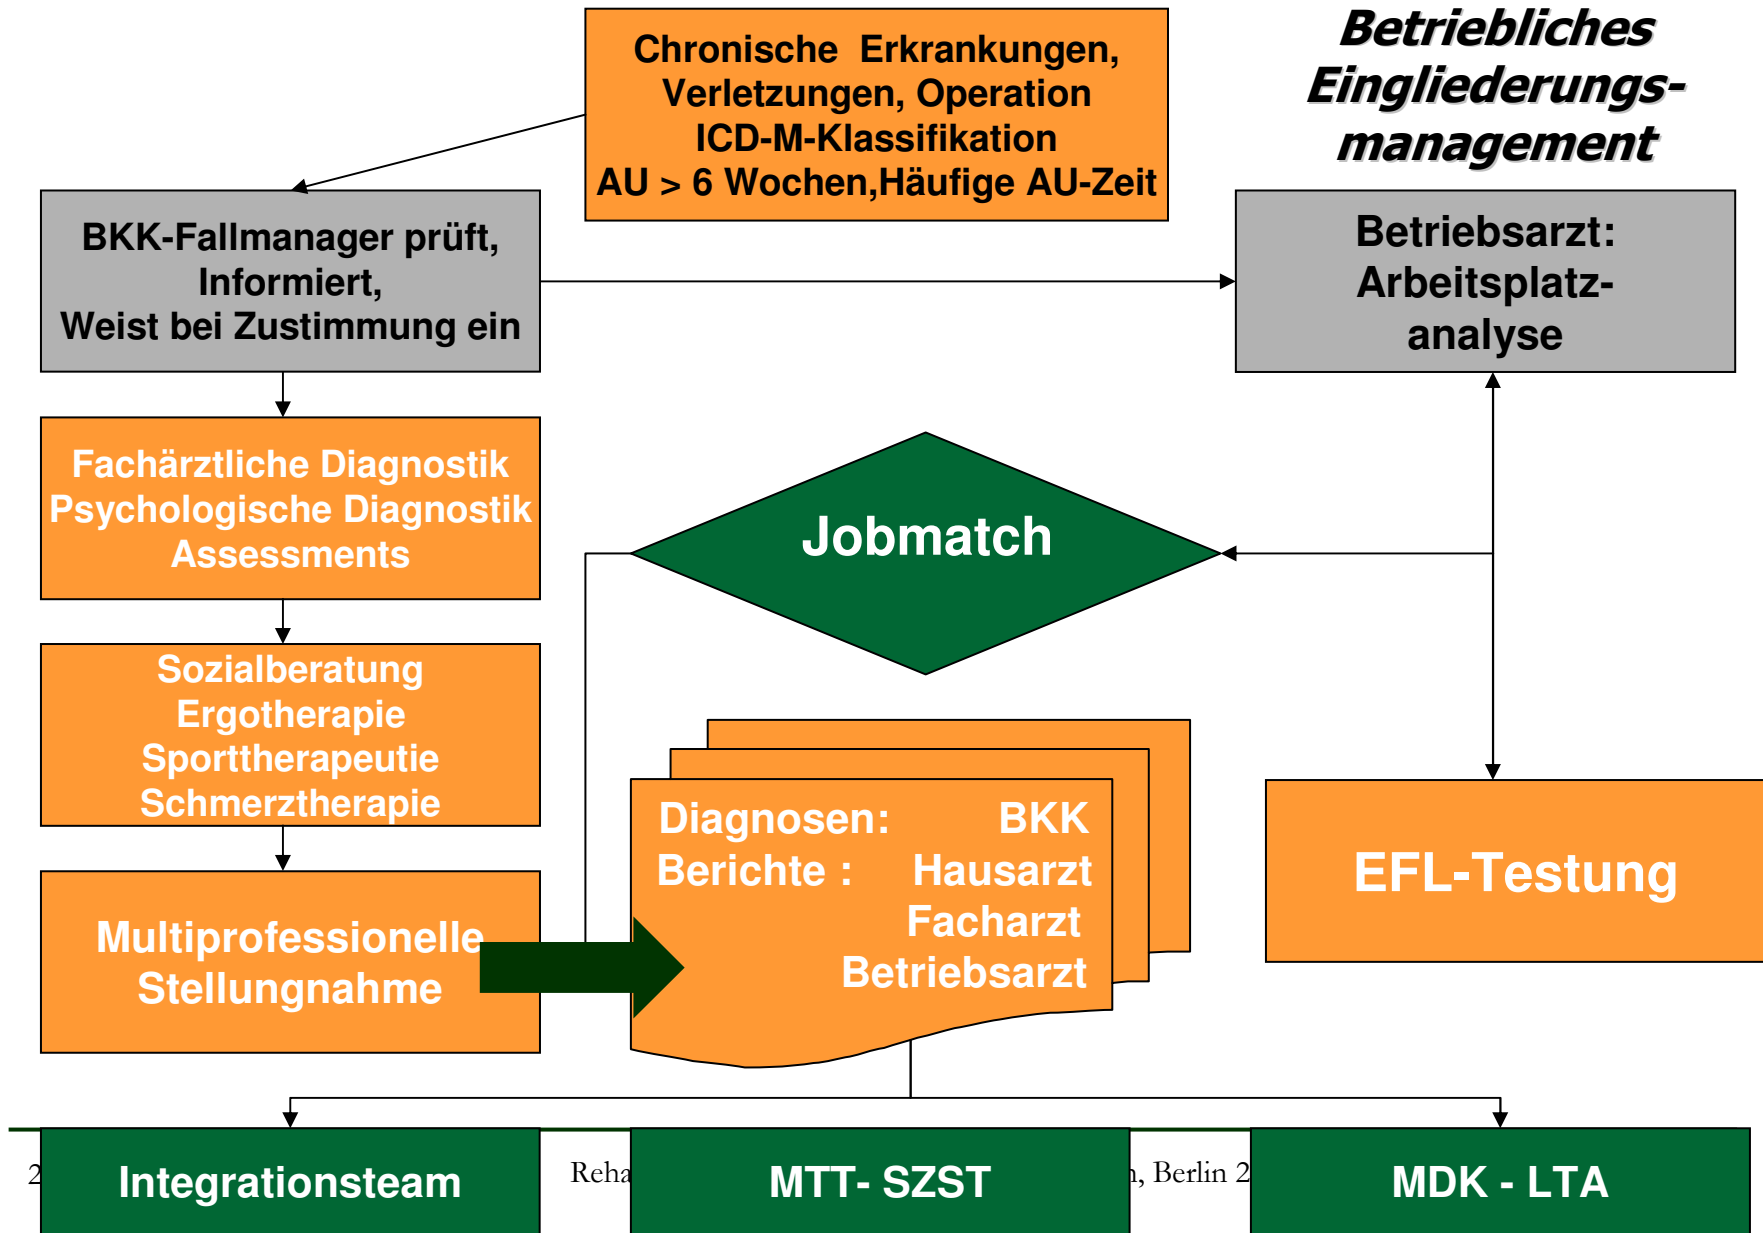 Betriebliches
Eingliederungs-
management
Chronische Erkrankungen,
Verletzungen, Operation
ICD-M-Klassifikation
AU > 6 Wochen,Häufige AU-Zeit
BKK-Fallmanager prüft,
Informiert,
Weist bei Zustimmung ein
Betriebsarzt:
Arbeitsplatz-
analyse
Fachärztliche Diagnostik
Psychologische Diagnostik
Assessments
Jobmatch
Sozialberatung
Ergotherapie
Sporttherapeutie
Schmerztherapie
Diagnosen: BKK
Berichte : Hausarzt
Facharzt
Betriebsarzt
EFL-Testung
Multiprofessionelle
Stellungnahme
Integrationsteam
MTT- SZST
MDK - LTA
Berlin